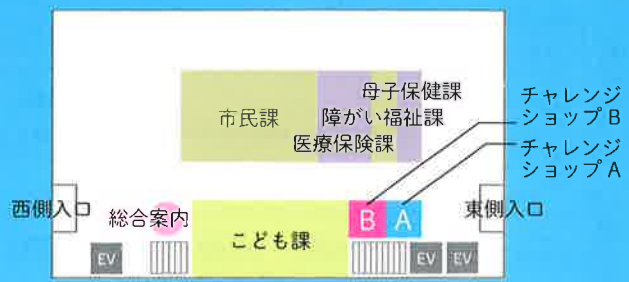 母子保健課
市民課
障がい福祉課
医療保険課
チャレンジ
ショップB
チャレンジ
ショップA
西側入口
総合案内
こども課
B
A
東側入口
EV
EV
EV